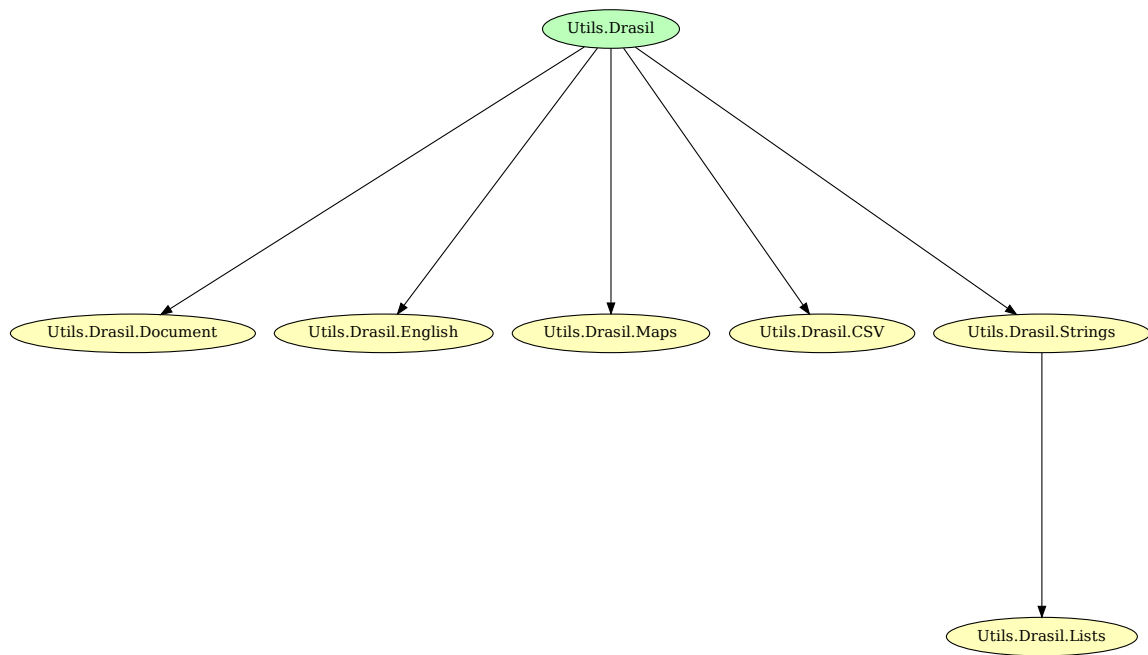 Utils.Drasil
Utils.Drasil.Document
Utils.Drasil.English
Utils.Drasil.Maps
Utils.Drasil.CSV
Utils.Drasil.Strings
Utils.Drasil.Lists